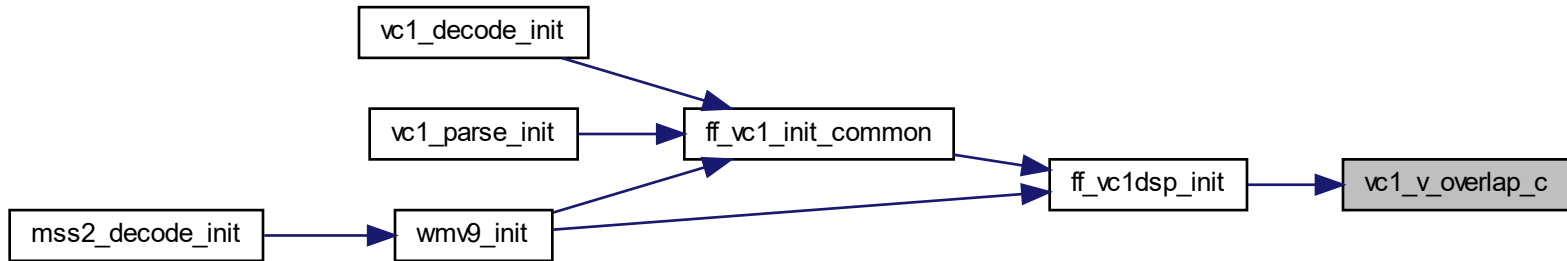 vc1_decode_init
vc1_parse_init
ff_vc1_init_common
ff_vc1dsp_init
vc1_v_overlap_c
mss2_decode_init
wmv9_init